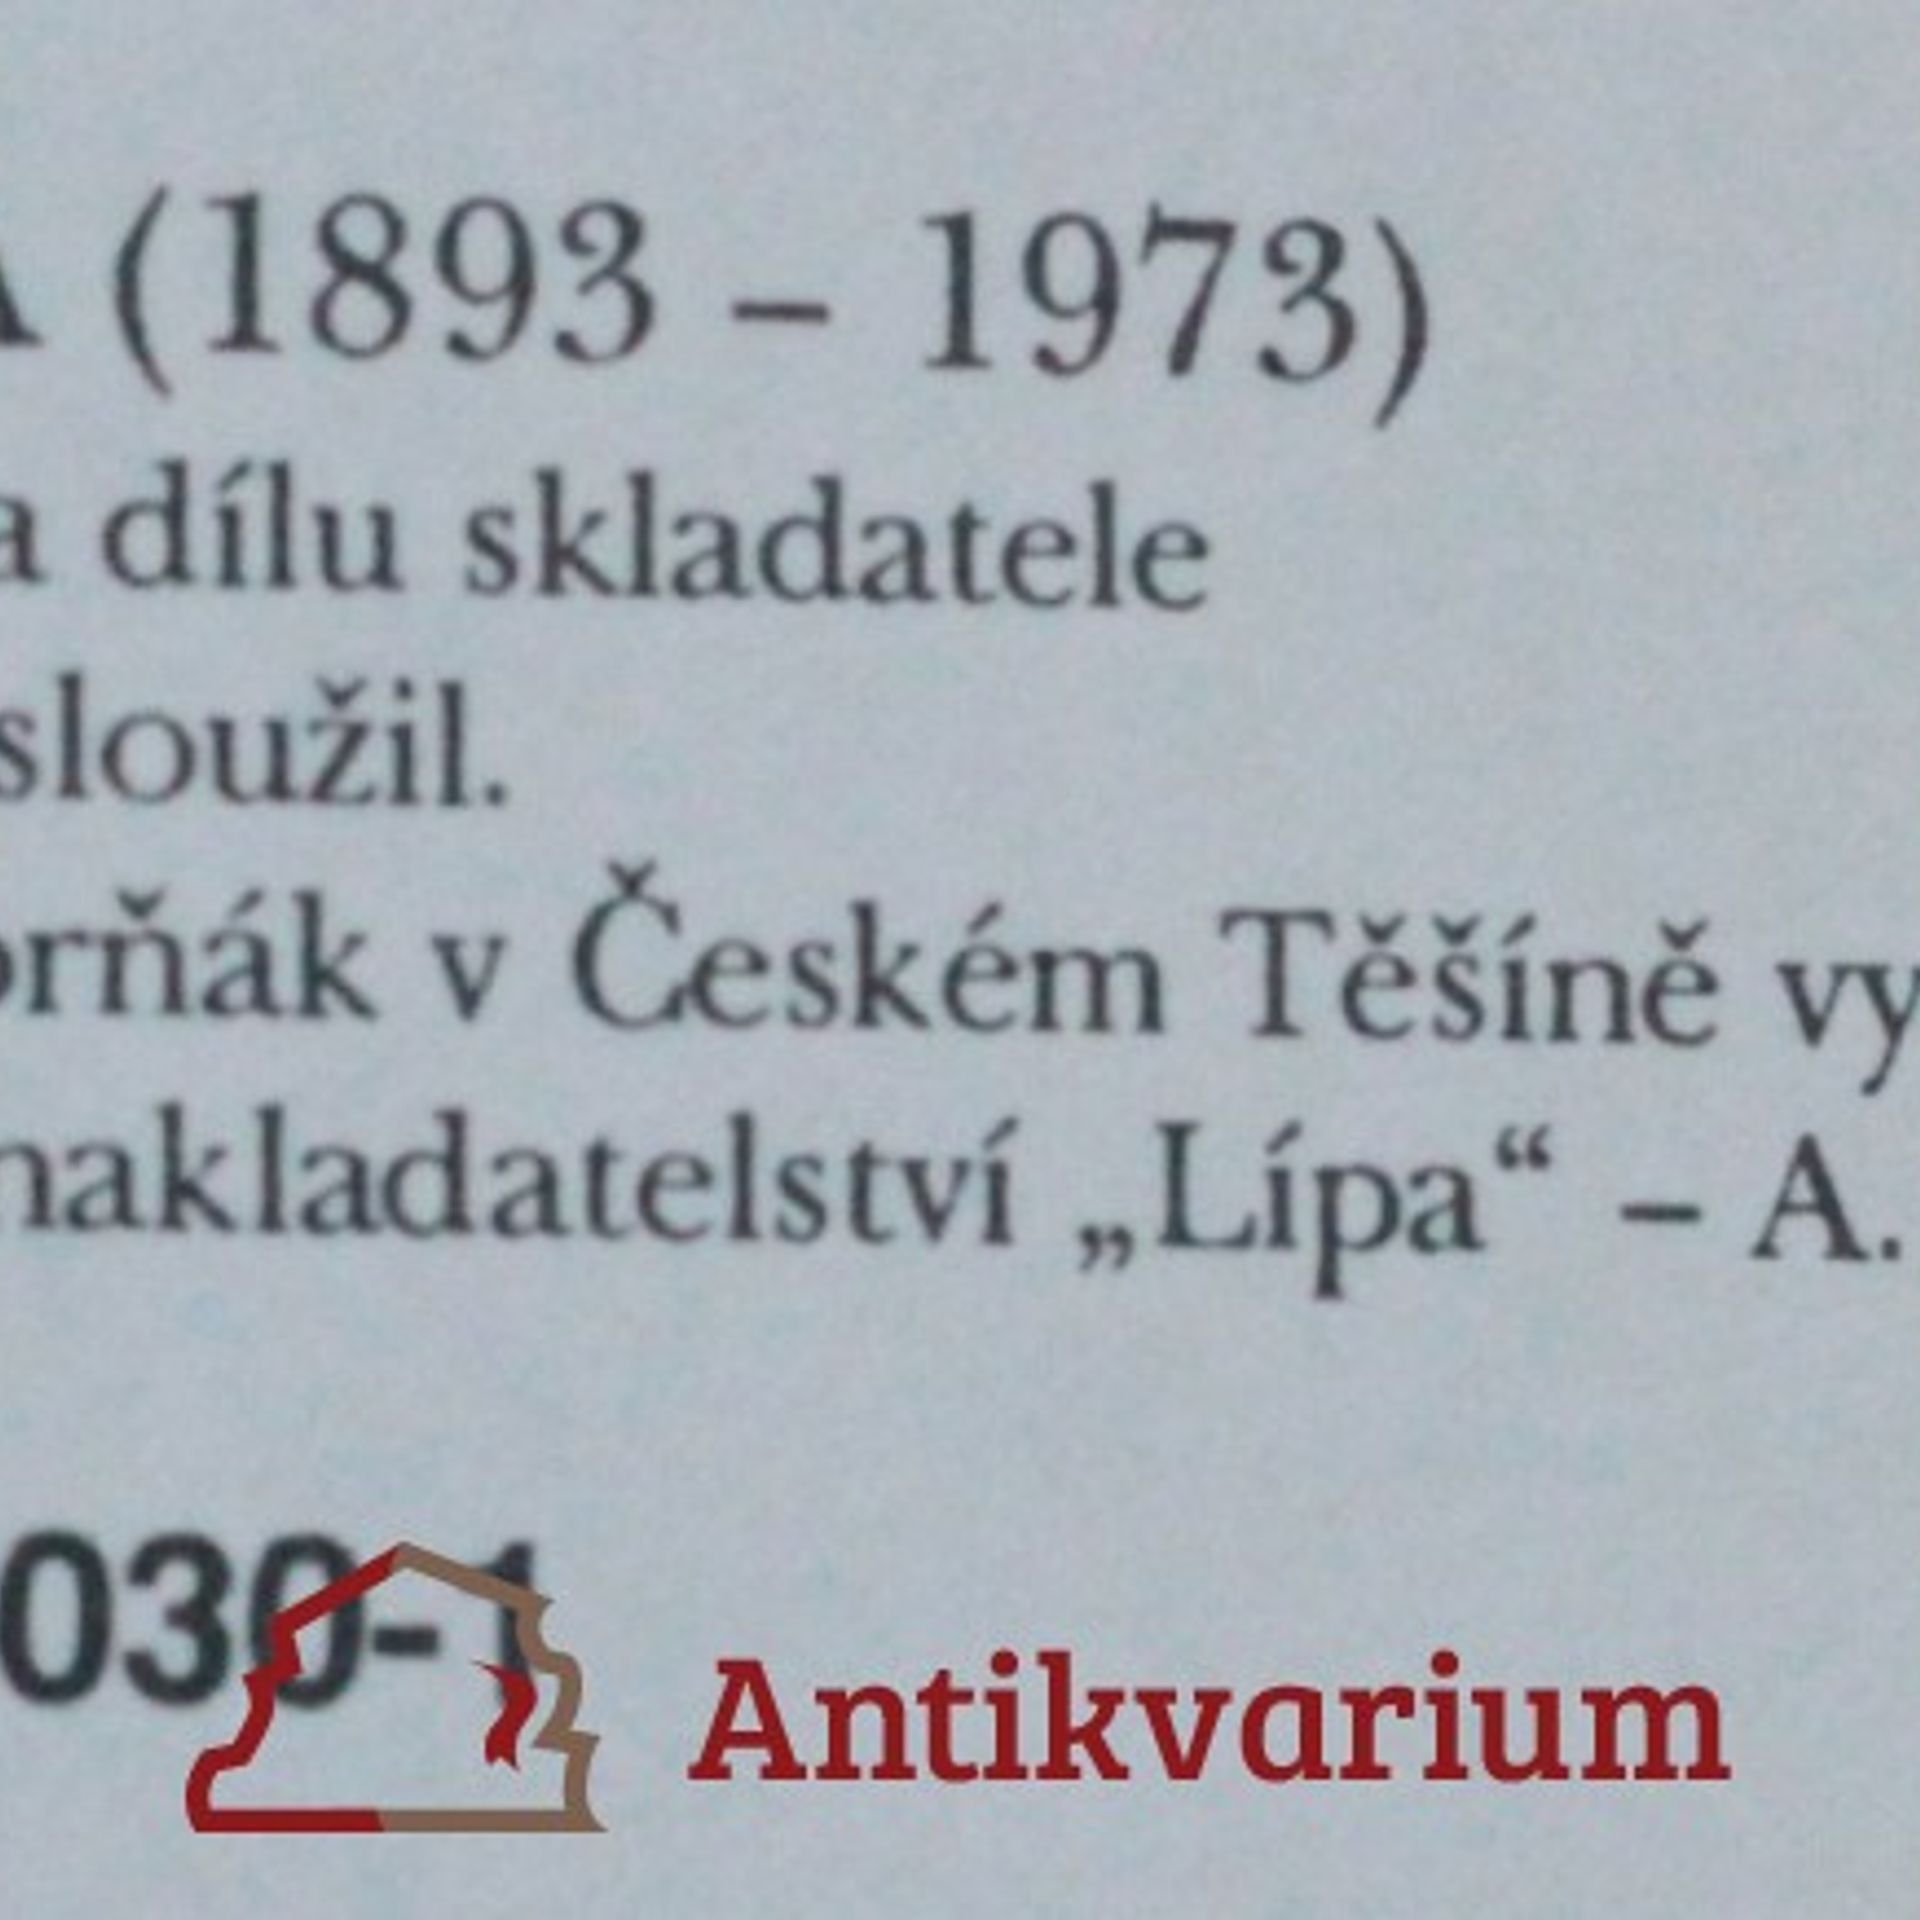 A (1893 – 1973)
a dílu skladatele
sloužil.
orňák v Českém Těšíně vy
nakladatelství „Lípa“ – A.
030-1
Antikvarium